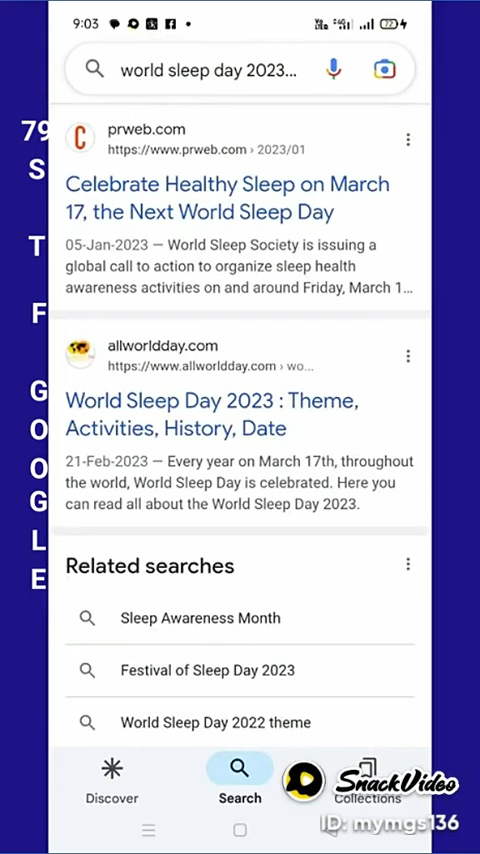 9:03
72
world sleep day 2023...
79
S
T
F
G
O
O
G
L
E
prweb.com
https://www.prweb.com › 2023/01
Celebrate Healthy Sleep on March
17, the Next World Sleep Day
05-Jan-2023 — World Sleep Society is issuing a
global call to action to organize sleep health
awareness activities on and around Friday, March 1...
allworldday.com
https://www.allworldday.com › wo...
World Sleep Day 2023 : Theme,
Activities, History, Date
21-Feb-2023 — Every year on March 17th, throughout
the world, World Sleep Day is celebrated. Here you
can read all about the World Sleep Day 2023.
Related searches
Sleep Awareness Month
Festival of Sleep Day 2023
World Sleep Day 2022 theme
Discover
Search
Collections
SnackVideo
ID: mymgs136